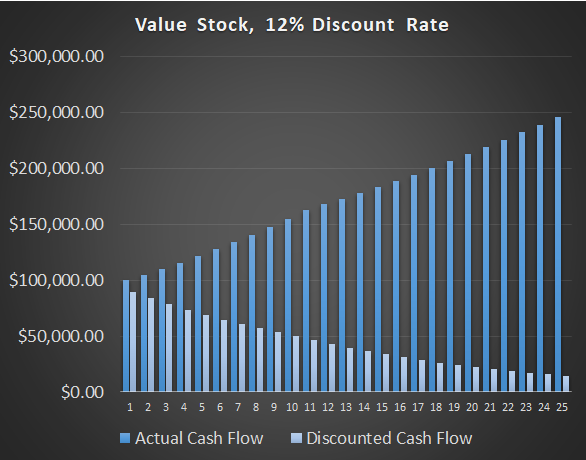 Value Stock, 12% Discount Rate
$300,000.00
$250,000.00
$200,000.00
$150,000.00
$100,000.00
$50,000.00
$0.00
1 2 3 4 5 6 7 8 9 10 11 12 13 14 15 16 17 18 19 20 21 22 23 24 25
Actual Cash Flow Discounted Cash Flow